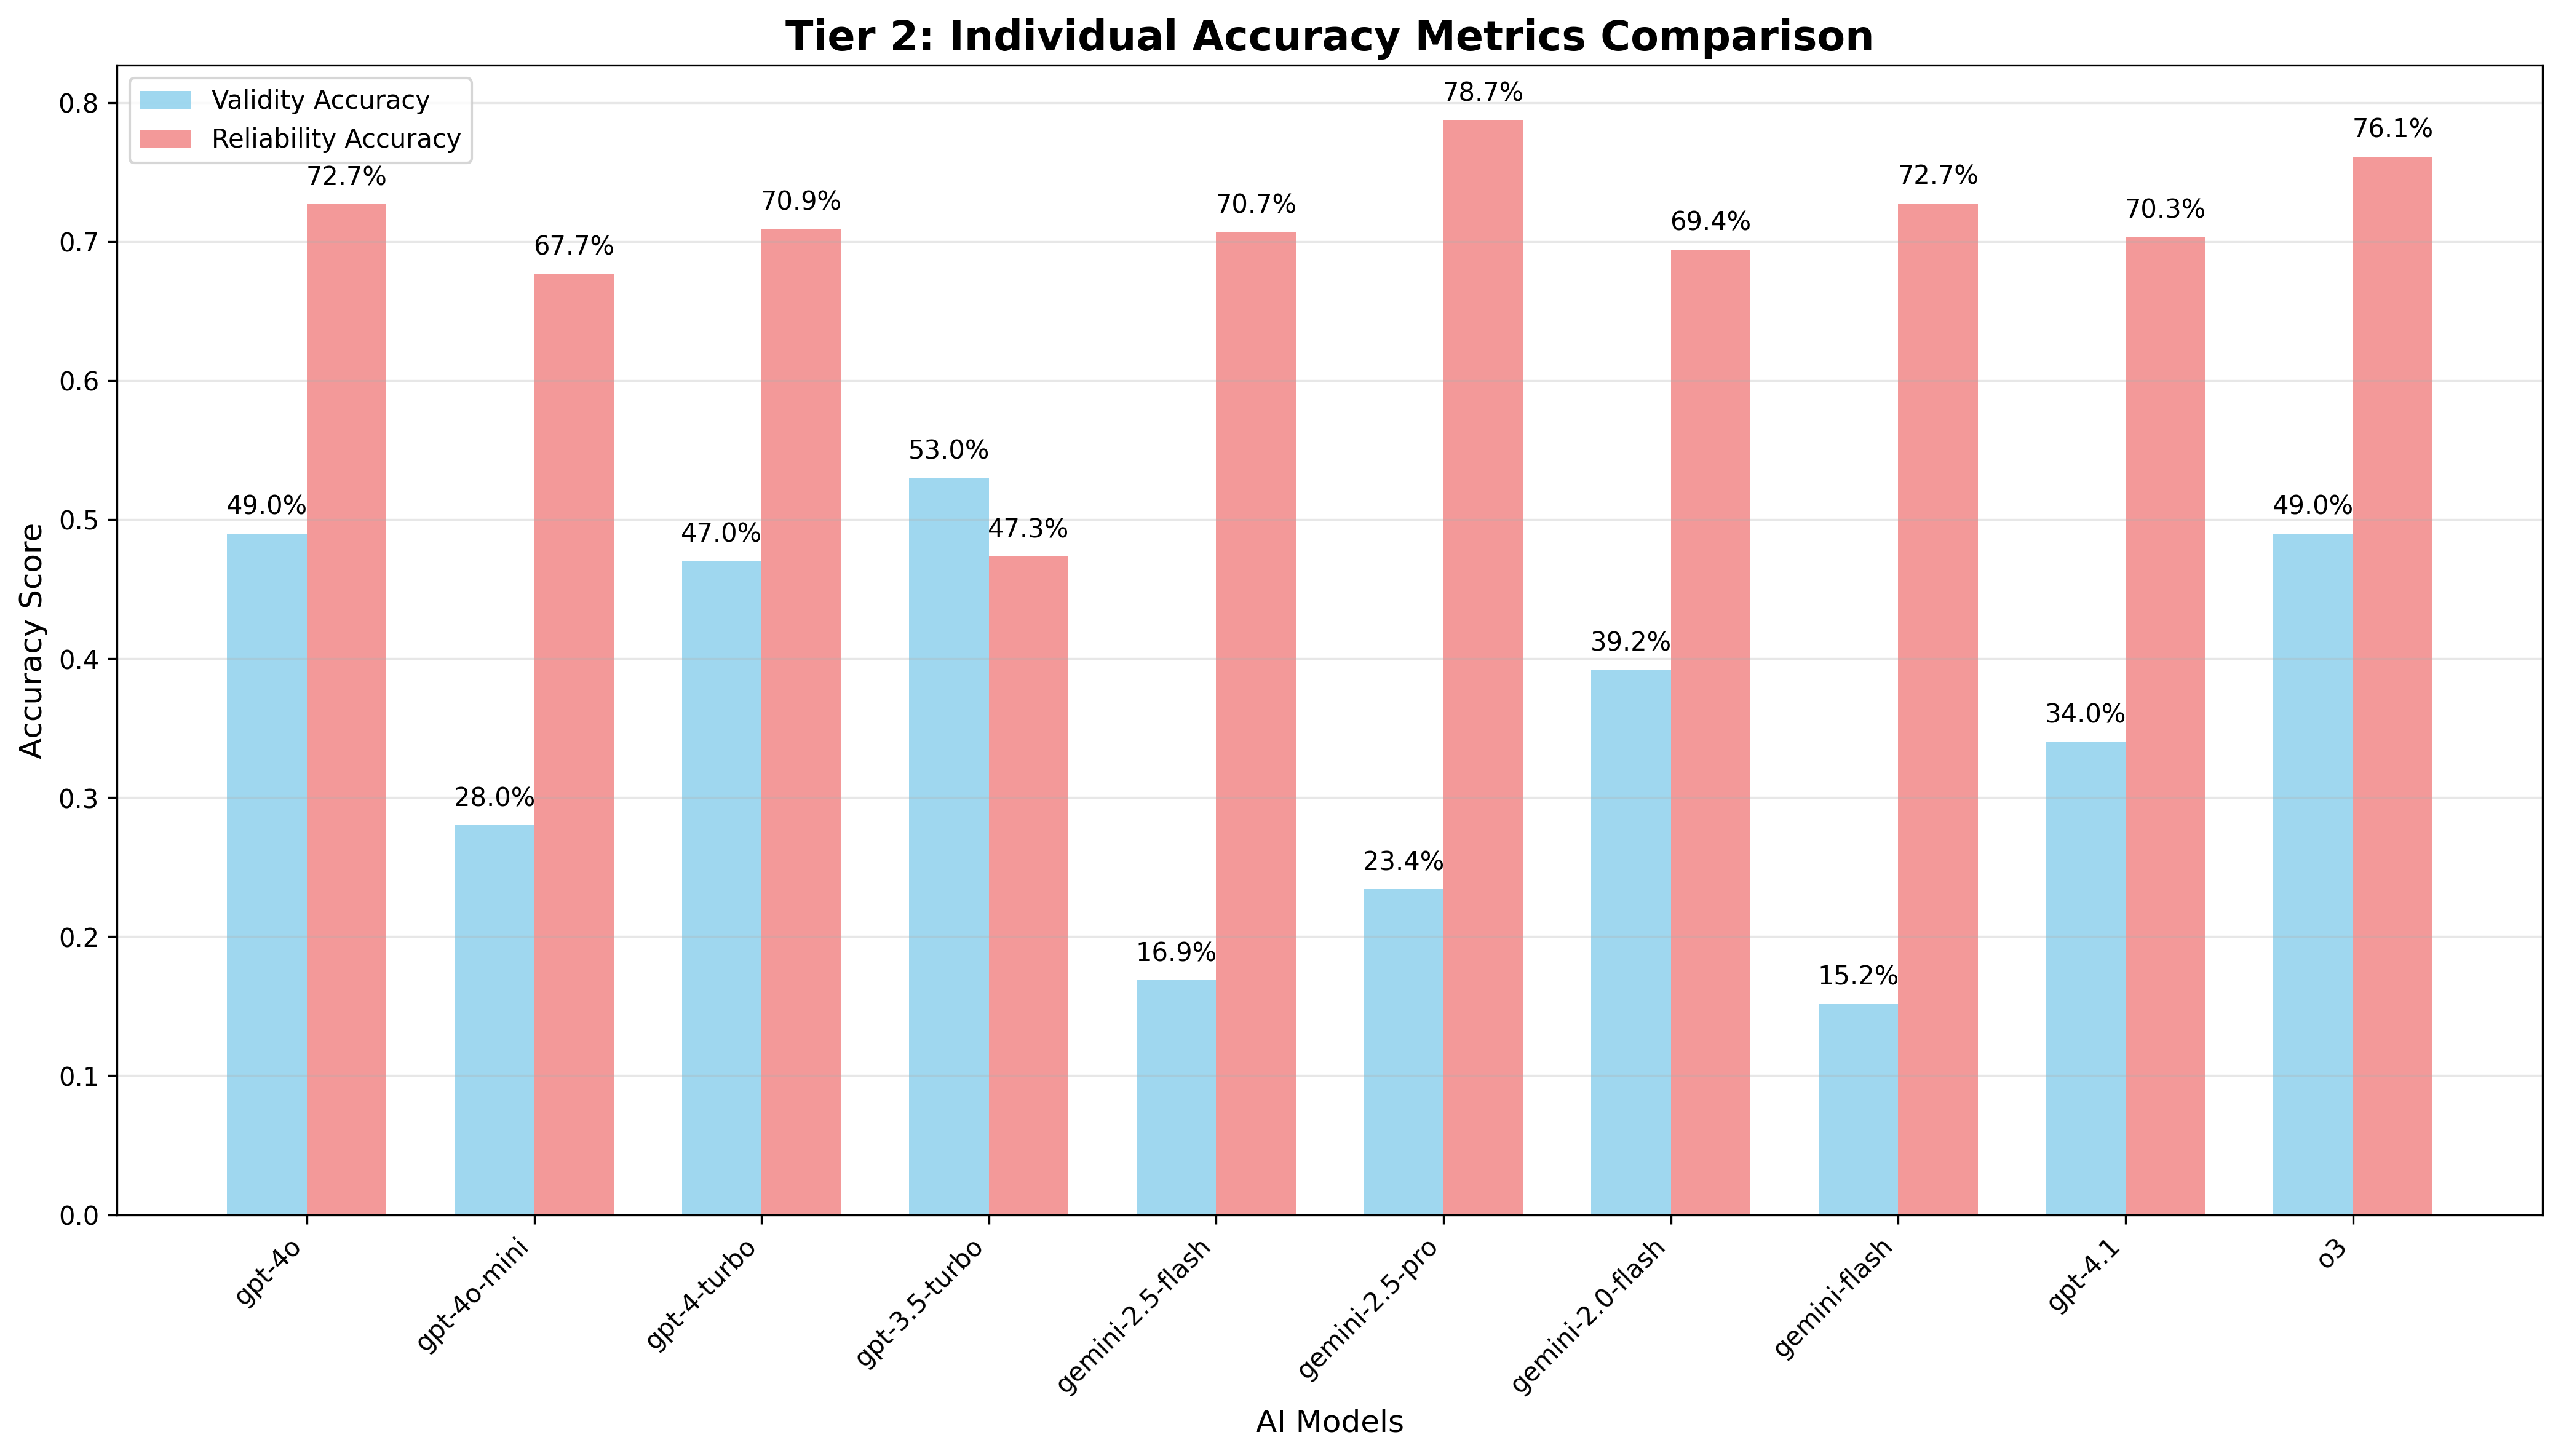 Tier 2: Individual Accuracy Metrics Comparison
Validity Accuracy
Reliability Accuracy
Accuracy Score
0.8
0.7
0.6
0.5
0.4
0.3
0.2
0.1
0.0
49.0%
72.7%
28.0%
67.7%
47.0%
70.9%
53.0%
47.3%
16.9%
70.7%
23.4%
78.7%
39.2%
69.4%
15.2%
72.7%
34.0%
70.3%
49.0%
76.1%
gpt-4o
gpt-4o-mini
gpt-4-turbo
gpt-3.5-turbo
gemini-2.5-flash
gemini-2.5-pro
gemini-2.0-flash
gemini-flash
gpt-4.1
o3
AI Models